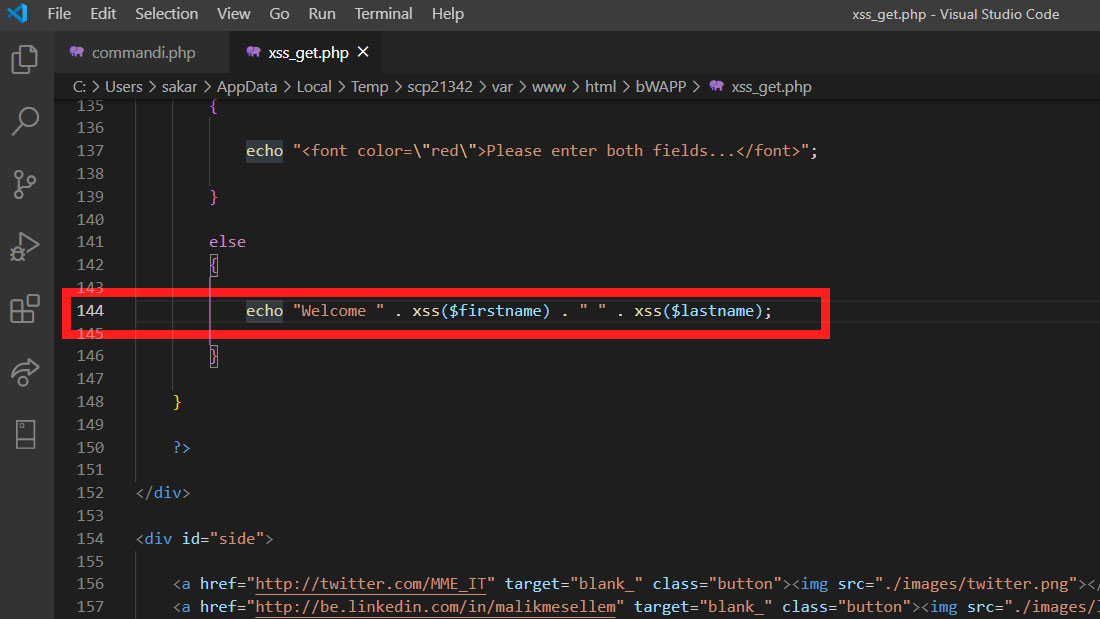 File Edit Selection View Go Run Terminal Help xss_get.php - Visual Studio Code
commandi.php xss_get.php ✕
C: > Users > sakar > AppData > Local > Temp > scp21342 > var > www > html > bWAPP > xss_get.php
135 {
136
137 echo "<font color=\"red\">Please enter both fields...</font>";
138
139 }
140
141 else
142 {
143
144 echo "Welcome " . xss($firstname) . " " . xss($lastname);
145
146 }
147
148 }
149
150 ?>
151
152 </div>
153
154 <div id="side">
155
156 <a href="http://twitter.com/MME_IT" target="blank_" class="button"><img src="./images/twitter.png"></
157 <a href="http://be.linkedin.com/in/malikmesellem" target="blank_" class="button"><img src="./images/